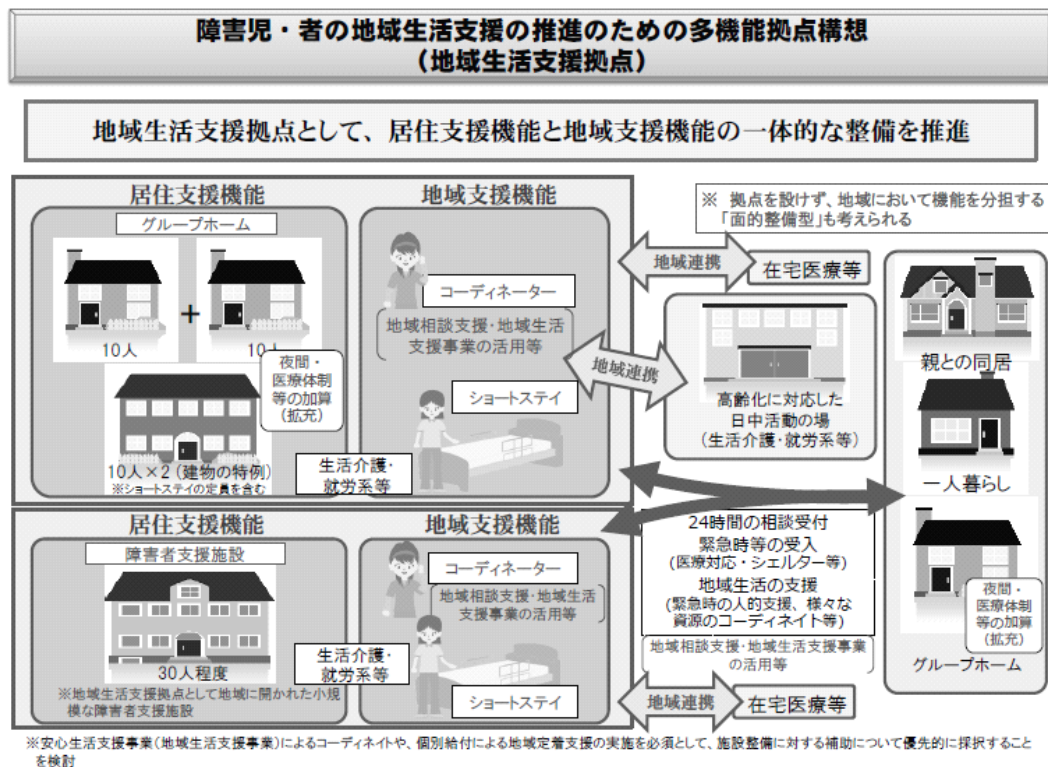 障害児・者の地域生活支援の推進のための多機能拠点構想
(地域生活支援拠点)
地域生活支援拠点として、居住支援機能と地域支援機能の一体的な整備を推進
居住支援機能
グループホーム
+
10人
10人
夜間・
医療体制
等の加算
(拡充)
10人×2(建物の特例)
※ショートステイの定員を含む
生活介護・
就労系等
地域支援機能
コーディネーター
地域相談支援・地域生活
支援事業の活用等
ショートステイ
居住支援機能
障害者支援施設
30人程度
※地域生活支援拠点として地域に開かれた小規
模な障害者支援施設
生活介護・
就労系等
地域支援機能
コーディネーター
地域相談支援・地域生活
支援事業の活用等
ショートステイ
※ 拠点を設けず、地域において機能を分担する
「面的整備型」も考えられる
地域連携
在宅医療等
地域連携
高齢化に対応した
日中活動の場
(生活介護・就労系等)
24時間の相談受付
緊急時等の受入
(医療対応・シェルター等)
地域生活の支援
(緊急時の人的支援、様々な
資源のコーディネイト等)
地域相談支援・地域生活支援事業
の活用等
地域連携
在宅医療等
親との同居
一人暮らし
夜間・
医療体制
等の加算
(拡充)
グループホーム
※安心生活支援事業(地域生活支援事業)によるコーディネイトや、個別給付による地域定着支援の実施を必須として、施設整備に対する補助について優先的に採択すること
を検討